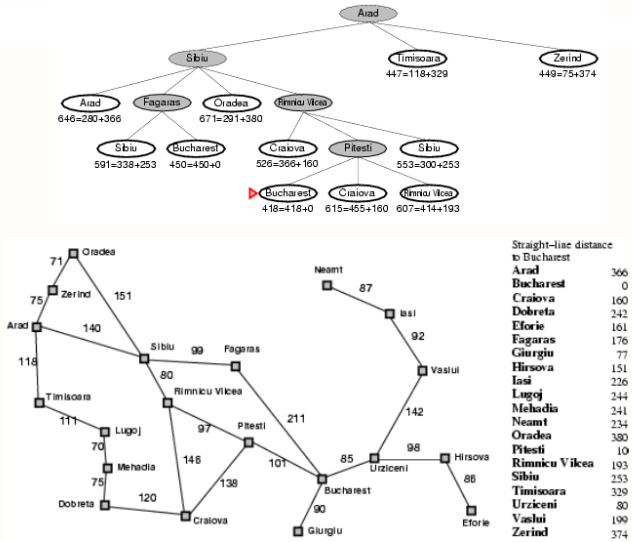 Arad
Sibiu
Timisoara
Zerind
447=118+329
449=75+374
Arad
Fagaras
Oradea
Rimnicu Vilcea
646=280+366
671=291+380
Sibiu
Bucharest
Craiova
Pitesti
Sibiu
591=338+253
450=450+0
526=366+160
553=300+253
Bucharest
Craiova
Rimnicu Vilcea
418=418+0
615=455+160
607=414+193
Oradea
71
Zerind
75
151
Arad
140
118
Sibiu
99
Fagaras
80
Rimnicu Vilcea
Timisoara
111
Lugoj
70
Mehadia
75
Dobreta
120
Craiova
146
97
Pitesti
138
101
211
Bucharest
90
Giurgiu
85
Urziceni
98
Hirsova
86
Eforie
142
Vaslui
92
Iasi
87
Neamt
Straight–line distance
to Bucharest
Arad 366
Bucharest 0
Craiova 160
Dobreta 242
Eforie 161
Fagaras 176
Giurgiu 77
Hirsova 151
Iasi 226
Lugoj 244
Mehadia 241
Neamt 234
Oradea 380
Pitesti 10
Rimnicu Vilcea 193
Sibiu 253
Timisoara 329
Urziceni 80
Vaslui 199
Zerind 374